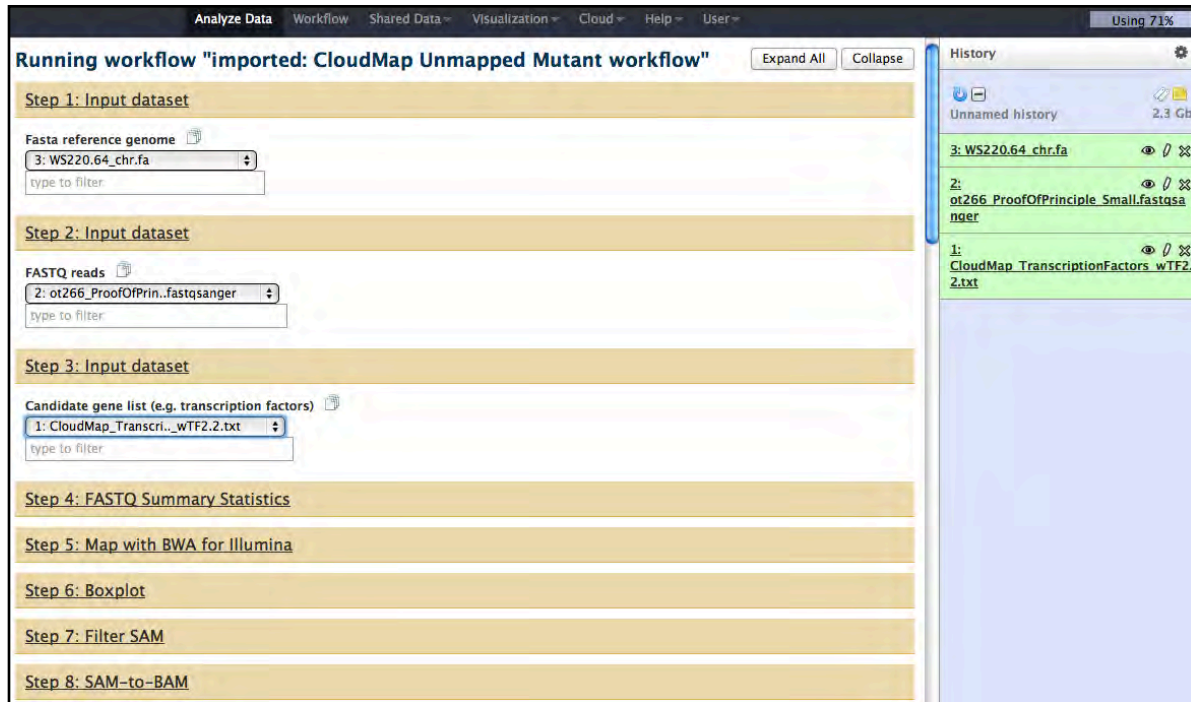 Analyze Data Workflow Shared Data Visualization Cloud Help User Using 71%
Running workflow "imported: CloudMap Unmapped Mutant workflow"
Expand All Collapse
Step 1: Input dataset
Fasta reference genome
3: WS220.64_chr.fa
type to filter
Step 2: Input dataset
FASTQ reads
2: ot266_ProofOfPrin..fastqsanger
type to filter
Step 3: Input dataset
Candidate gene list (e.g. transcription factors)
1: CloudMap_Transcri.._wTF2.2.txt
type to filter
Step 4: FASTQ Summary Statistics
Step 5: Map with BWA for Illumina
Step 6: Boxplot
Step 7: Filter SAM
Step 8: SAM-to-BAM
History
Unnamed history 2.3 Gb
3: WS220.64_chr.fa
2:
ot266_ProofOfPrinciple_Small.fastqsa
nger
1:
CloudMap_TranscriptionFactors_wTF2.
2.txt